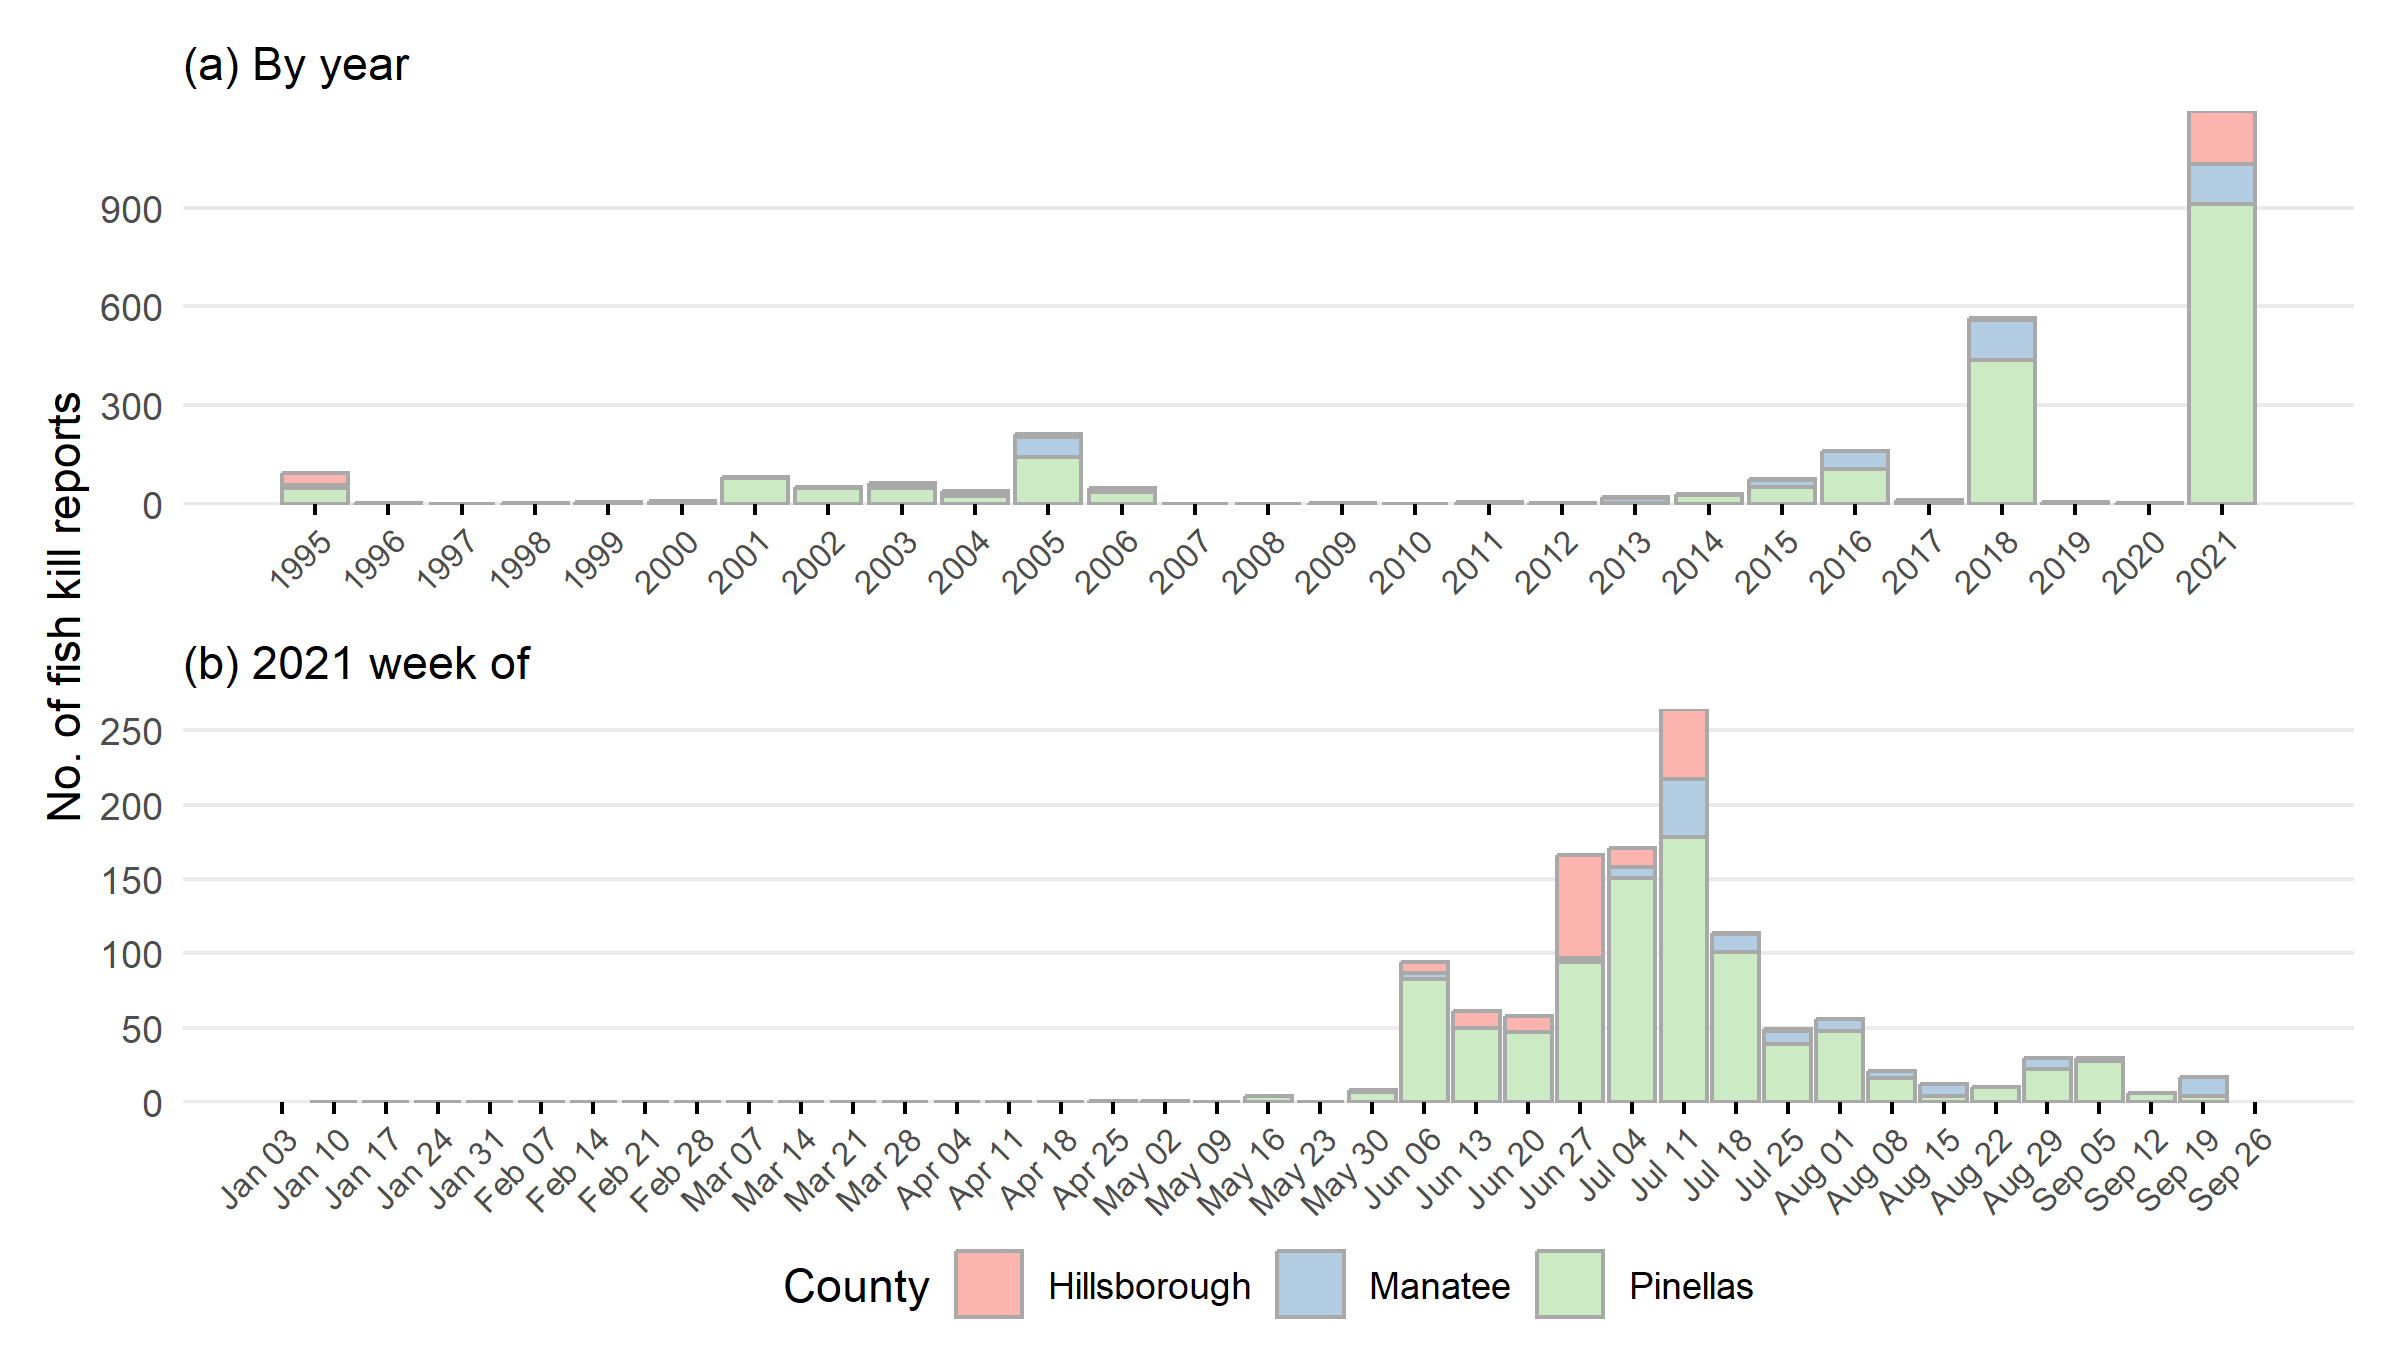 (a) By year
No. of fish kill reports
900
600
300
0
1995 1996 1997 1998 1999 2000 2001 2002 2003 2004 2005 2006 2007 2008 2009 2010 2011 2012 2013 2014 2015 2016 2017 2018 2019 2020 2021
(b) 2021 week of
250
200
150
100
50
0
Jan 03 Jan 10 Jan 17 Jan 24 Jan 31 Feb 07 Feb 14 Feb 21 Feb 28 Mar 07 Mar 14 Mar 21 Mar 28 Apr 04 Apr 11 Apr 18 Apr 25 May 02 May 09 May 16 May 23 May 30 Jun 06 Jun 13 Jun 20 Jun 27 Jul 04 Jul 11 Jul 18 Jul 25 Aug 01 Aug 08 Aug 15 Aug 22 Aug 29 Sep 05 Sep 12 Sep 19 Sep 26
County Hillsborough Manatee Pinellas